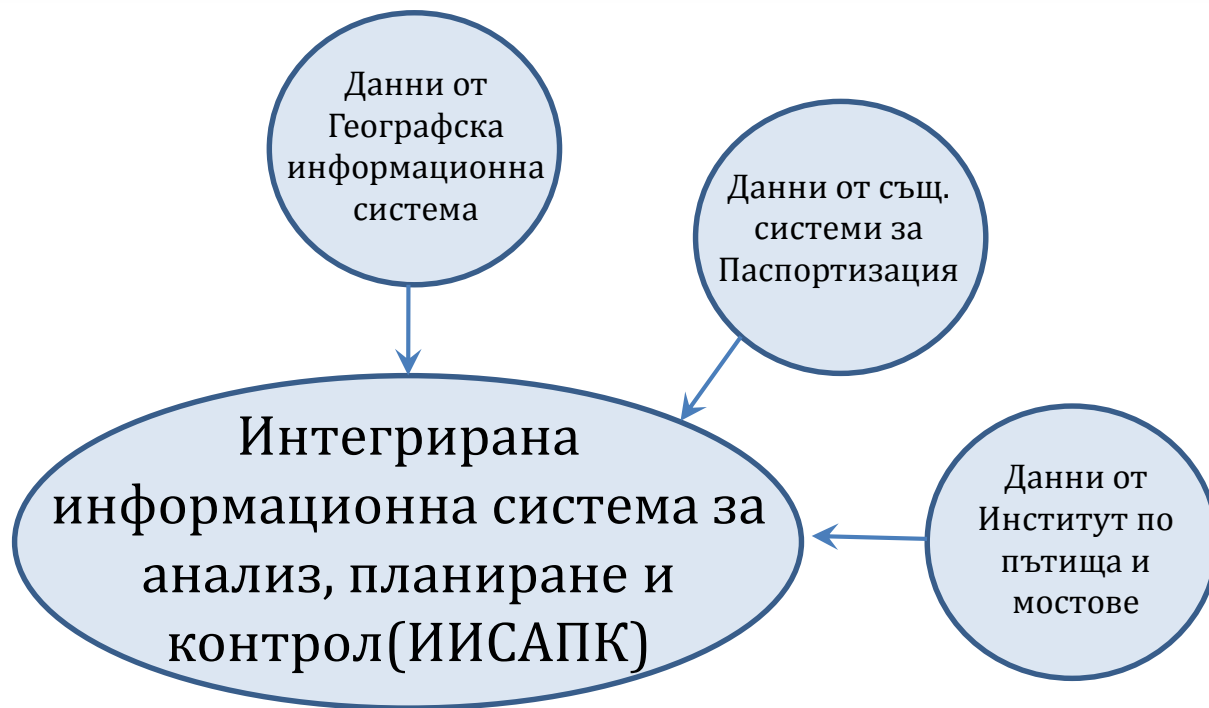 Данни от
Географска
информационна
система
Данни от същ.
системи за
Паспортизация
Интегрирана
информационна система за
анализ, планиране и
контрол(ИИСАПК)
Данни от
Институт по
пътища и
мостове